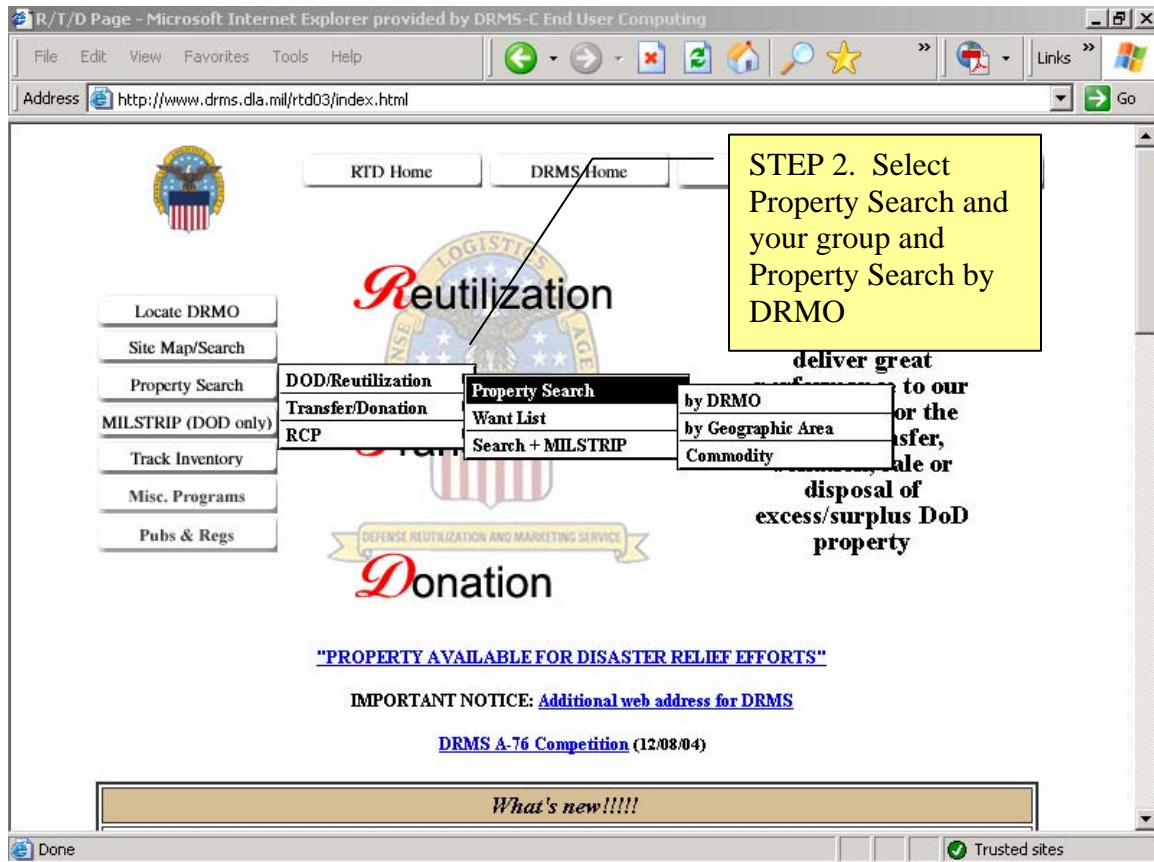 R/T/D Page - Microsoft Internet Explorer provided by DRMS-C End User Computing
File Edit View Favorites Tools Help
Links
Address http://www.drms.dla.mil/rtd03/index.html
Go
RTD Home
DRMS Home
STEP 2. Select
Property Search and
your group and
Property Search by
DRMO
LOGISTICS
Reutilization
Locate DRMO
Site Map/Search
Property Search
MILSTRIP (DOD only)
Track Inventory
Misc. Programs
Pubs & Regs
DOD/Reutilization
Transfer/Donation
RCP
Property Search
Want List
Search + MILSTRIP
by DRMO
by Geographic Area
Commodity
deliver great
to our
or the
ale or
disposal of
excess/surplus DoD
property
DEFENSE REUTILIZATION AND MARKETING SERVICE
Donation
"PROPERTY AVAILABLE FOR DISASTER RELIEF EFFORTS"
IMPORTANT NOTICE: Additional web address for DRMS
DRMS A-76 Competition (12/08/04)
What's new!!!!!
Done
Trusted sites